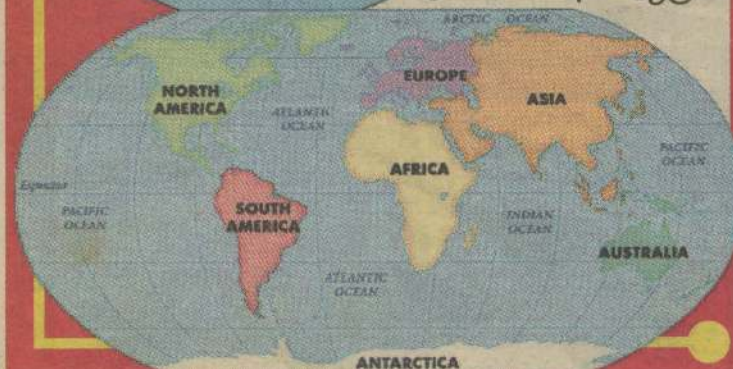 ARCTIC OCEAN
NORTH
AMERICA
EUROPE
ASIA
ATLANTIC
OCEAN
PACIFIC
OCEAN
AFRICA
Equator
PACIFIC
OCEAN
SOUTH
AMERICA
INDIAN
OCEAN
AUSTRALIA
ATLANTIC
OCEAN
ANTARCTICA